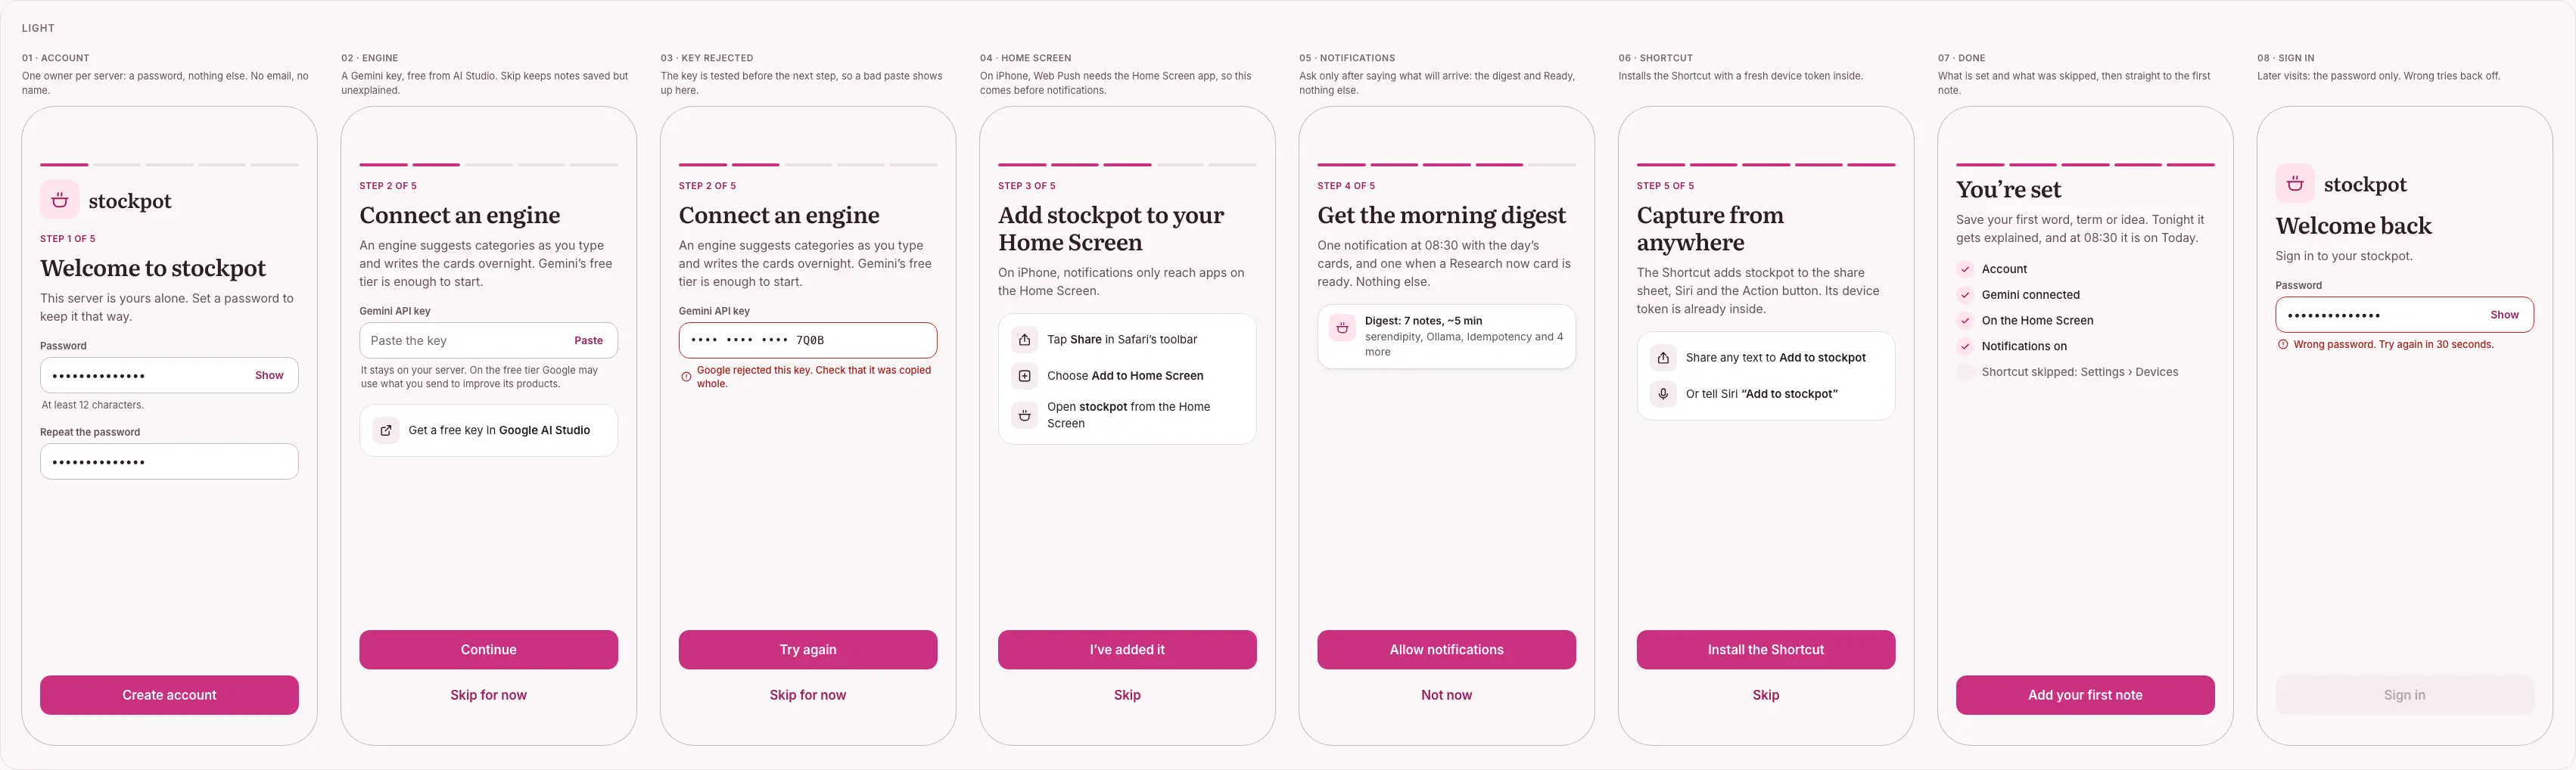 LIGHT
01 · ACCOUNT
One owner per server: a password, nothing else. No email, no
name.
STEP 1 OF 5
stockpot
Welcome to stockpot
This server is yours alone. Set a password to
keep it that way.
Password
••••••••••••••
Show
At least 12 characters.
Repeat the password
••••••••••••••
Create account
02 · ENGINE
A Gemini key, free from AI Studio. Skip keeps notes saved but
unexplained.
STEP 2 OF 5
Connect an engine
An engine suggests categories as you type
and writes the cards overnight. Gemini’s free
tier is enough to start.
Gemini API key
Paste the key
Paste
It stays on your server. On the free tier Google may
use what you send to improve its products.
Get a free key in Google AI Studio
Continue
Skip for now
03 · KEY REJECTED
The key is tested before the next step, so a bad paste shows
up here.
STEP 2 OF 5
Connect an engine
An engine suggests categories as you type
and writes the cards overnight. Gemini’s free
tier is enough to start.
Gemini API key
•••• •••• •••• 7Q0B
Google rejected this key. Check that it was copied
whole.
Try again
Skip for now
04 · HOME SCREEN
On iPhone, Web Push needs the Home Screen app, so this
comes before notifications.
STEP 3 OF 5
Add stockpot to your
Home Screen
On iPhone, notifications only reach apps on
the Home Screen.
Tap Share in Safari’s toolbar
Choose Add to Home Screen
Open stockpot from the Home
Screen
I’ve added it
Skip
05 · NOTIFICATIONS
Ask only after saying what will arrive: the digest and Ready,
nothing else.
STEP 4 OF 5
Get the morning digest
One notification at 08:30 with the day’s
cards, and one when a Research now card is
ready. Nothing else.
Digest: 7 notes, ~5 min
serendipity, Ollama, Idempotency and 4
more
Allow notifications
Not now
06 · SHORTCUT
Installs the Shortcut with a fresh device token inside.
STEP 5 OF 5
Capture from
anywhere
The Shortcut adds stockpot to the share
sheet, Siri and the Action button. Its device
token is already inside.
Share any text to Add to stockpot
Or tell Siri “Add to stockpot”
Install the Shortcut
Skip
07 · DONE
What is set and what was skipped, then straight to the first
note.
You’re set
Save your first word, term or idea. Tonight it
gets explained, and at 08:30 it is on Today.
Account
Gemini connected
On the Home Screen
Notifications on
Shortcut skipped: Settings › Devices
Add your first note
08 · SIGN IN
Later visits: the password only. Wrong tries back off.
stockpot
Welcome back
Sign in to your stockpot.
Password
••••••••••••••
Show
Wrong password. Try again in 30 seconds.
Sign in